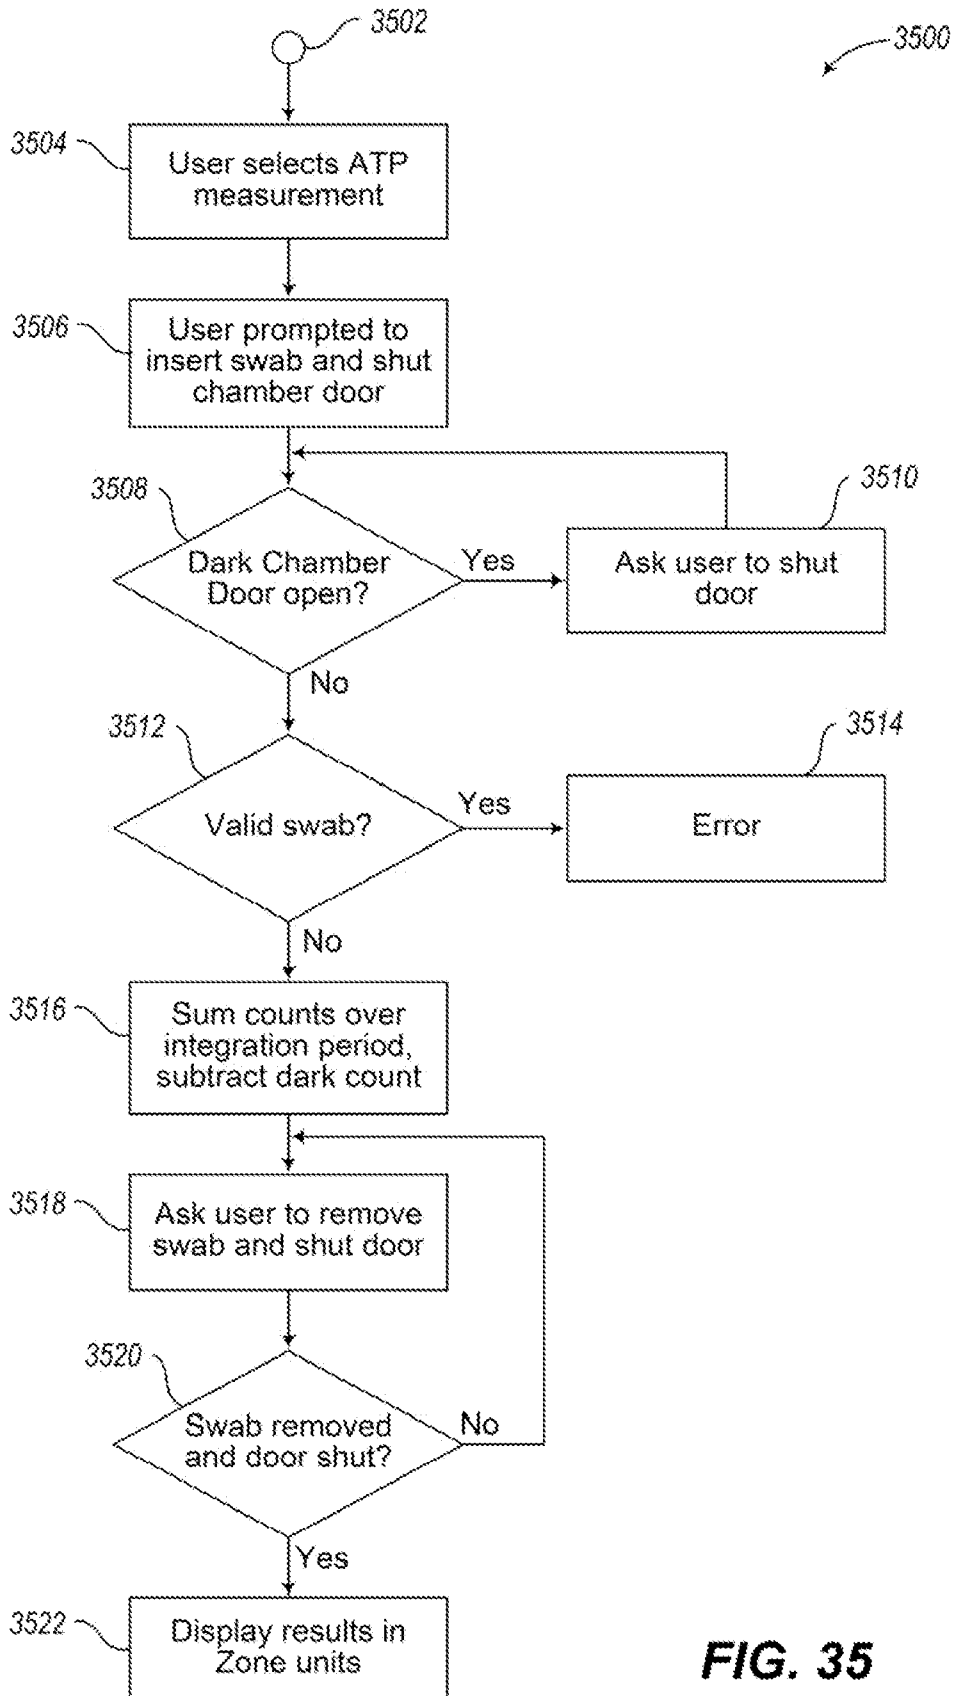 3502
3500
3504
User selects ATP
measurement
3506
User prompted to
insert swab and shut
chamber door
3508
Dark Chamber
Door open?
Yes
3510
Ask user to shut
door
No
3512
Valid swab?
Yes
3514
Error
No
3516
Sum counts over
integration period,
subtract dark count
3518
Ask user to remove
swab and shut door
3520
Swab removed
and door shut?
No
Yes
3522
Display results in
Zone units
FIG. 35